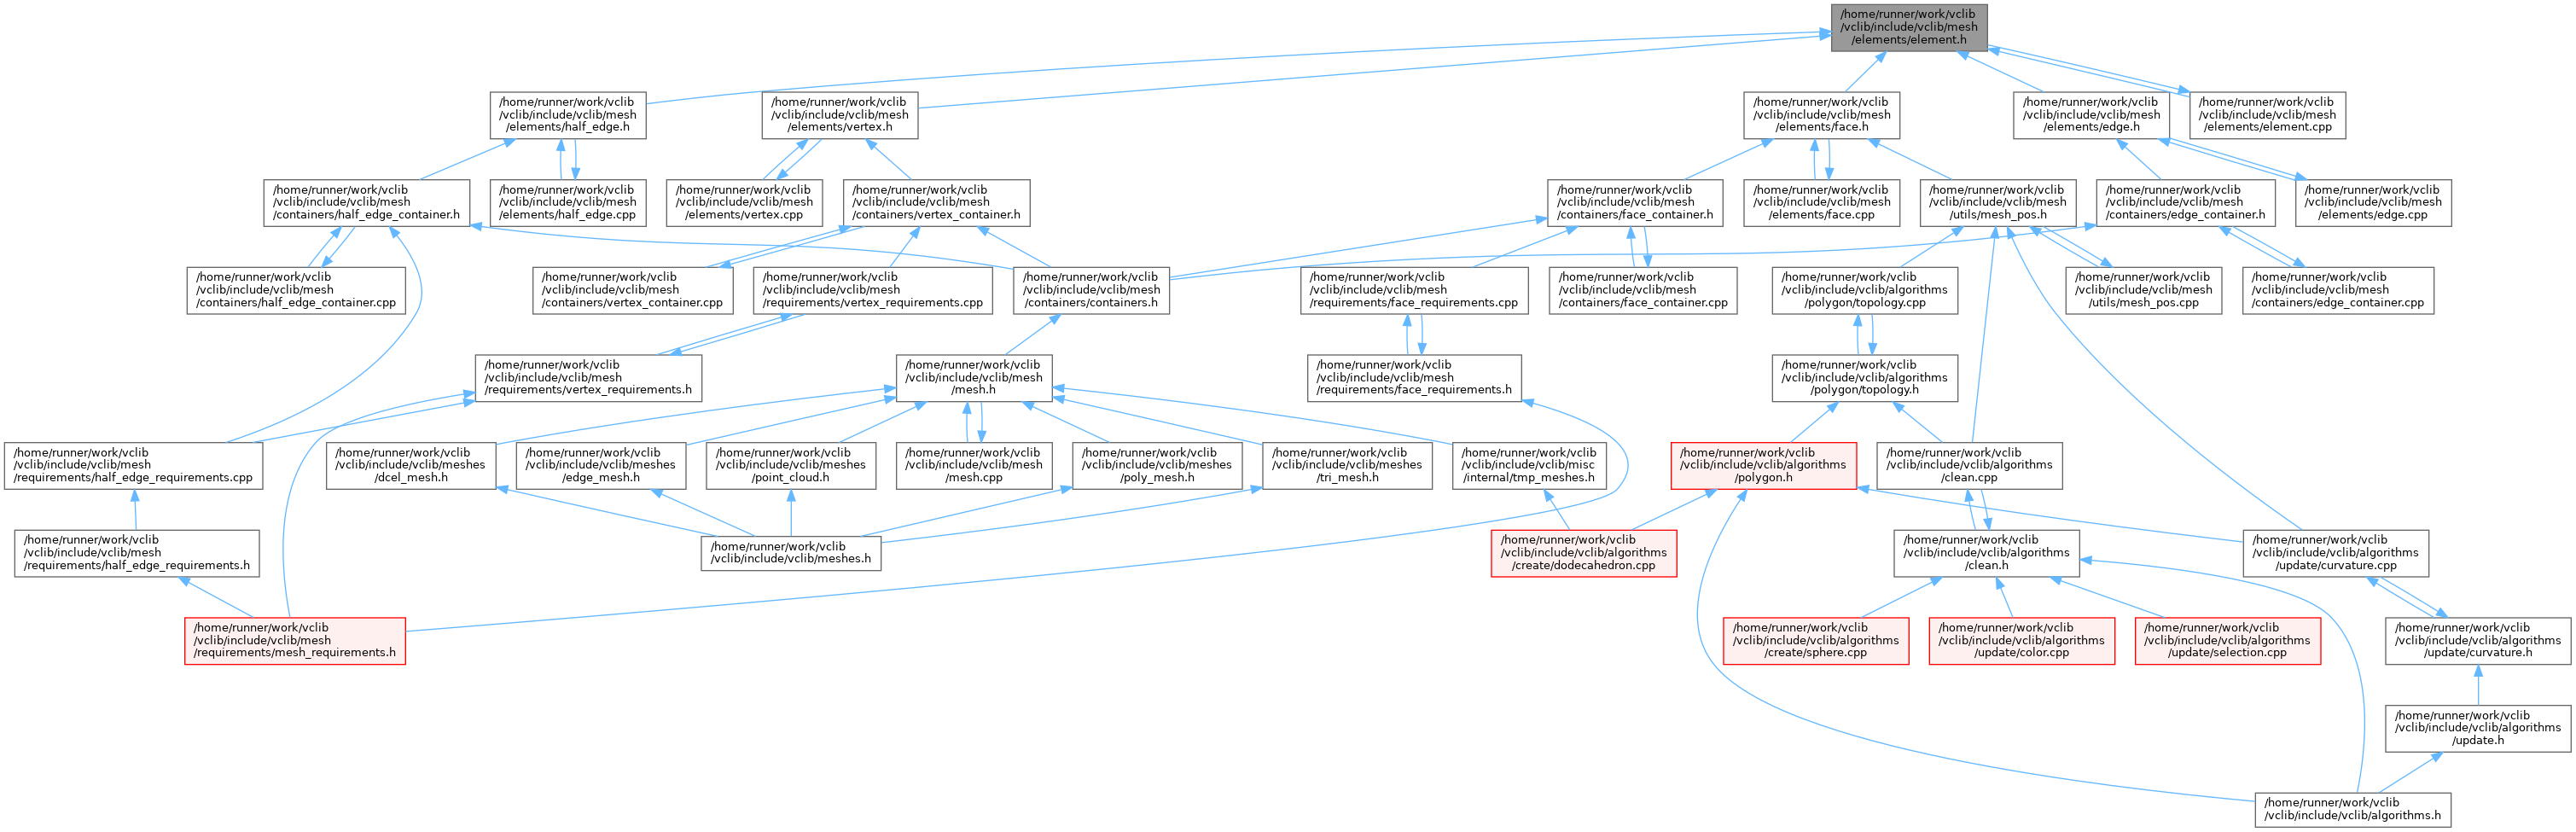 /home/runner/work/vclib
/vclib/include/vclib/mesh
/elements/element.h
/home/runner/work/vclib
/vclib/include/vclib/mesh
/elements/half_edge.h
/home/runner/work/vclib
/vclib/include/vclib/mesh
/elements/vertex.h
/home/runner/work/vclib
/vclib/include/vclib/mesh
/elements/face.h
/home/runner/work/vclib
/vclib/include/vclib/mesh
/elements/edge.h
/home/runner/work/vclib
/vclib/include/vclib/mesh
/elements/element.cpp
/home/runner/work/vclib
/vclib/include/vclib/mesh
/containers/half_edge_container.h
/home/runner/work/vclib
/vclib/include/vclib/mesh
/elements/half_edge.cpp
/home/runner/work/vclib
/vclib/include/vclib/mesh
/elements/vertex.cpp
/home/runner/work/vclib
/vclib/include/vclib/mesh
/containers/vertex_container.h
/home/runner/work/vclib
/vclib/include/vclib/mesh
/containers/face_container.h
/home/runner/work/vclib
/vclib/include/vclib/mesh
/elements/face.cpp
/home/runner/work/vclib
/vclib/include/vclib/mesh
/utils/mesh_pos.h
/home/runner/work/vclib
/vclib/include/vclib/mesh
/containers/edge_container.h
/home/runner/work/vclib
/vclib/include/vclib/mesh
/elements/edge.cpp
/home/runner/work/vclib
/vclib/include/vclib/mesh
/containers/half_edge_container.cpp
/home/runner/work/vclib
/vclib/include/vclib/mesh
/containers/vertex_container.cpp
/home/runner/work/vclib
/vclib/include/vclib/mesh
/requirements/vertex_requirements.cpp
/home/runner/work/vclib
/vclib/include/vclib/mesh
/containers/containers.h
/home/runner/work/vclib
/vclib/include/vclib/mesh
/requirements/face_requirements.cpp
/home/runner/work/vclib
/vclib/include/vclib/mesh
/containers/face_container.cpp
/home/runner/work/vclib
/vclib/include/vclib/algorithms
/polygon/topology.cpp
/home/runner/work/vclib
/vclib/include/vclib/mesh
/utils/mesh_pos.cpp
/home/runner/work/vclib
/vclib/include/vclib/mesh
/containers/edge_container.cpp
/home/runner/work/vclib
/vclib/include/vclib/mesh
/requirements/vertex_requirements.h
/home/runner/work/vclib
/vclib/include/vclib/mesh
/mesh.h
/home/runner/work/vclib
/vclib/include/vclib/mesh
/requirements/face_requirements.h
/home/runner/work/vclib
/vclib/include/vclib/algorithms
/polygon/topology.h
/home/runner/work/vclib
/vclib/include/vclib/mesh
/requirements/half_edge_requirements.cpp
/home/runner/work/vclib
/vclib/include/vclib/meshes
/dcel_mesh.h
/home/runner/work/vclib
/vclib/include/vclib/meshes
/edge_mesh.h
/home/runner/work/vclib
/vclib/include/vclib/meshes
/point_cloud.h
/home/runner/work/vclib
/vclib/include/vclib/mesh
/mesh.cpp
/home/runner/work/vclib
/vclib/include/vclib/meshes
/poly_mesh.h
/home/runner/work/vclib
/vclib/include/vclib/meshes
/tri_mesh.h
/home/runner/work/vclib
/vclib/include/vclib/misc
/internal/tmp_meshes.h
/home/runner/work/vclib
/vclib/include/vclib/algorithms
/polygon.h
/home/runner/work/vclib
/vclib/include/vclib/algorithms
/clean.cpp
/home/runner/work/vclib
/vclib/include/vclib/mesh
/requirements/half_edge_requirements.h
/home/runner/work/vclib
/vclib/include/vclib/meshes.h
/home/runner/work/vclib
/vclib/include/vclib/algorithms
/create/dodecahedron.cpp
/home/runner/work/vclib
/vclib/include/vclib/algorithms
/clean.h
/home/runner/work/vclib
/vclib/include/vclib/algorithms
/update/curvature.cpp
/home/runner/work/vclib
/vclib/include/vclib/mesh
/requirements/mesh_requirements.h
/home/runner/work/vclib
/vclib/include/vclib/algorithms
/create/sphere.cpp
/home/runner/work/vclib
/vclib/include/vclib/algorithms
/update/color.cpp
/home/runner/work/vclib
/vclib/include/vclib/algorithms
/update/selection.cpp
/home/runner/work/vclib
/vclib/include/vclib/algorithms
/update/curvature.h
/home/runner/work/vclib
/vclib/include/vclib/algorithms
/update.h
/home/runner/work/vclib
/vclib/include/vclib/algorithms.h